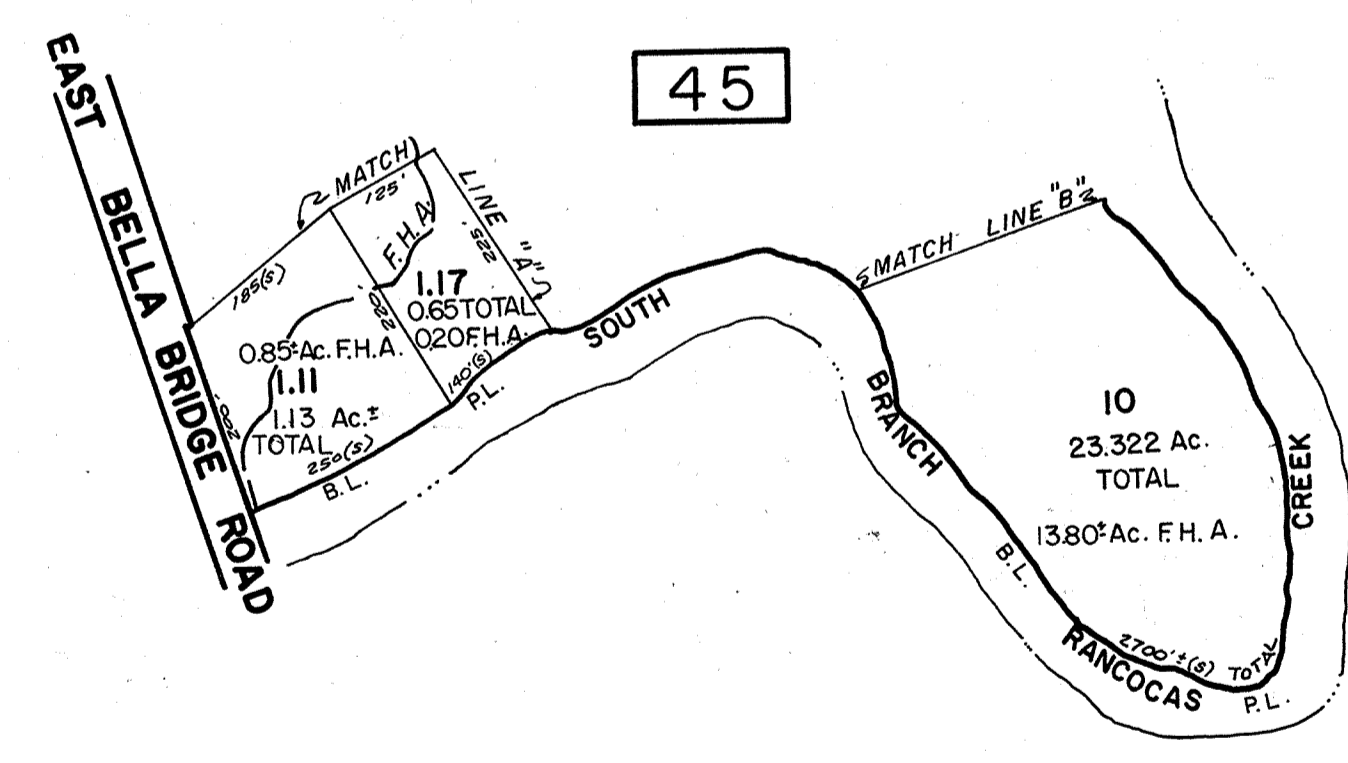 45
EAST BELLA BRIDGE ROAD
MATCH LINE "A"
125'
185(S)
225'
F.H.A.
220'
1.17
0.65 TOTAL
0.20 F.H.A.
0.85± Ac. F.H.A.
1.11
1.13 Ac.±
TOTAL
200'
250(S)
140'(S)
B.L.
P.L.
SOUTH BRANCH RANCOCAS CREEK
MATCH LINE "B"
10
23.322 Ac.
TOTAL
13.80± Ac. F.H.A.
B.L.
2700'±(S) TOTAL
P.L.